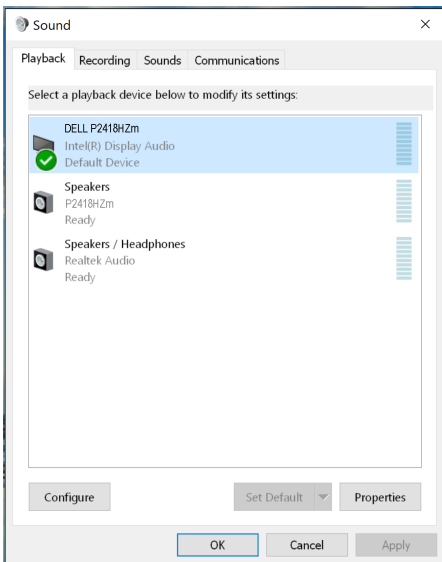 Sound
Playback Recording Sounds Communications
Select a playback device below to modify its settings:
DELL P2418HZm
Intel(R) Display Audio
Default Device
Speakers
P2418HZm
Ready
Speakers / Headphones
Realtek Audio
Ready
Configure Set Default Properties
OK Cancel Apply